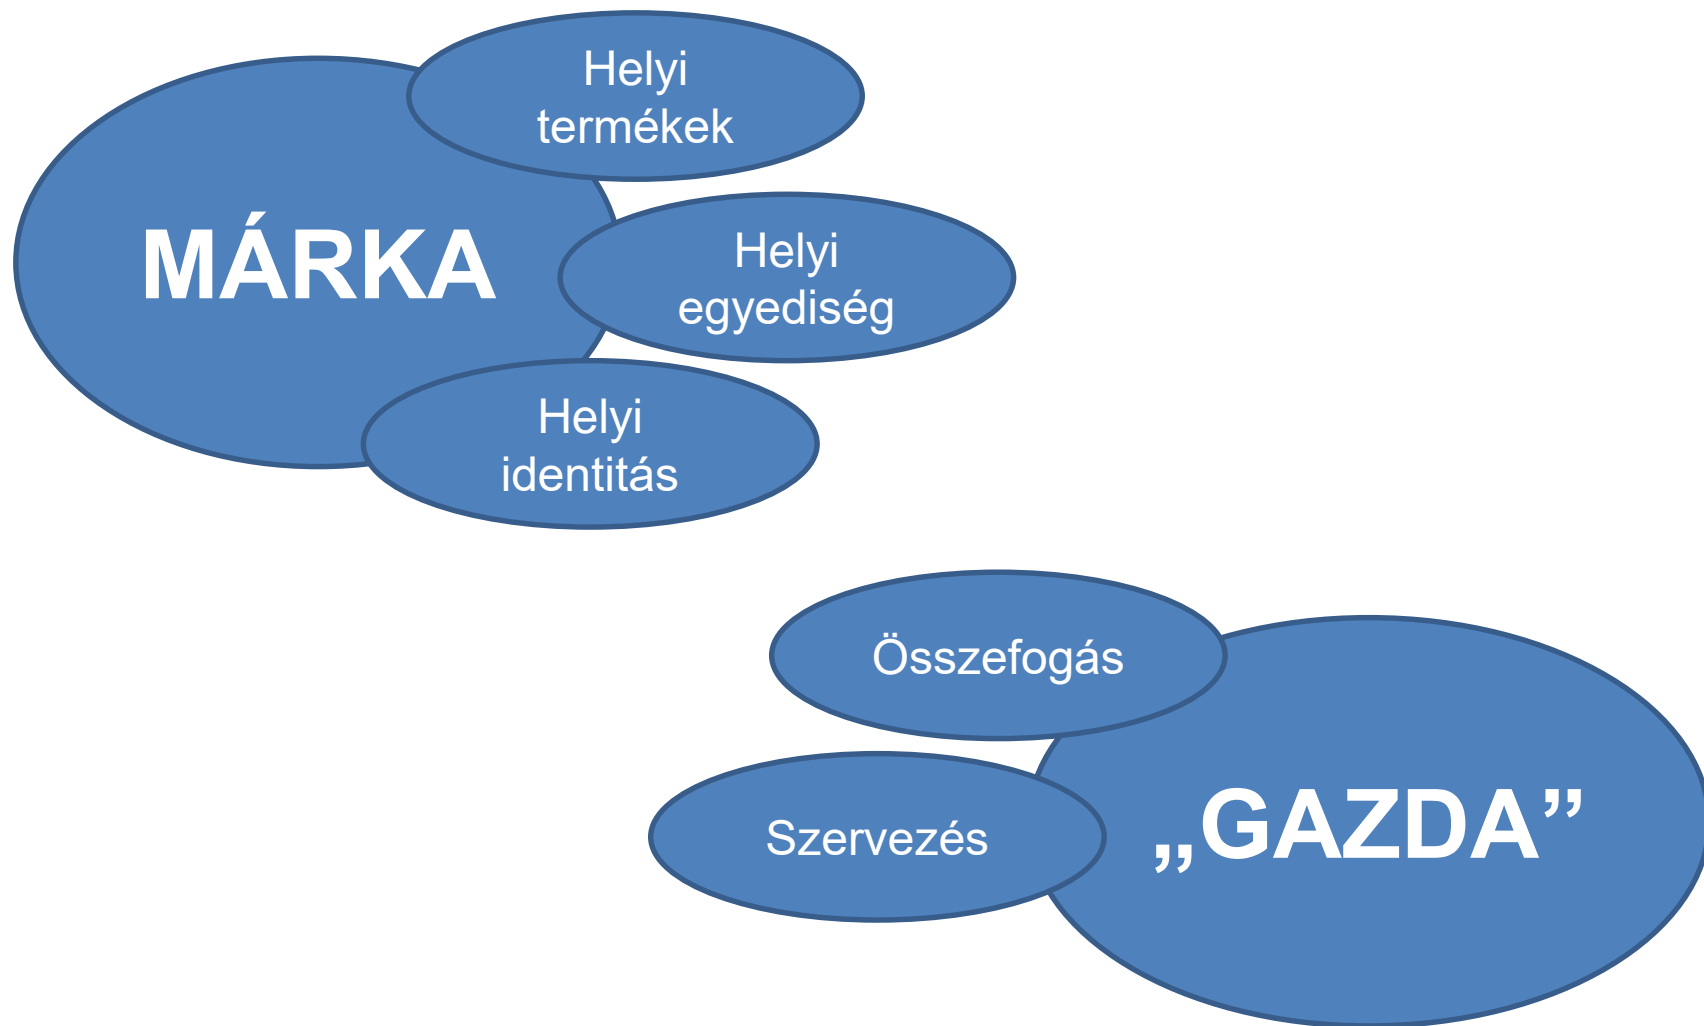 Helyi
termékek
MÁRKA
Helyi
egyediség
Helyi
identitás
Összefogás
Szervezés
„GAZDA”